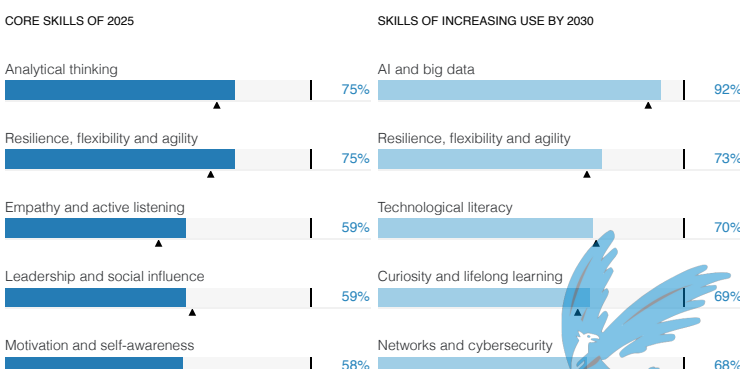 CORE SKILLS OF 2025
Analytical thinking
75%
Resilience, flexibility and agility
75%
Empathy and active listening
59%
Leadership and social influence
59%
Motivation and self-awareness
58%
SKILLS OF INCREASING USE BY 2030
AI and big data
92%
Resilience, flexibility and agility
73%
Technological literacy
70%
Curiosity and lifelong learning
69%
Networks and cybersecurity
68%